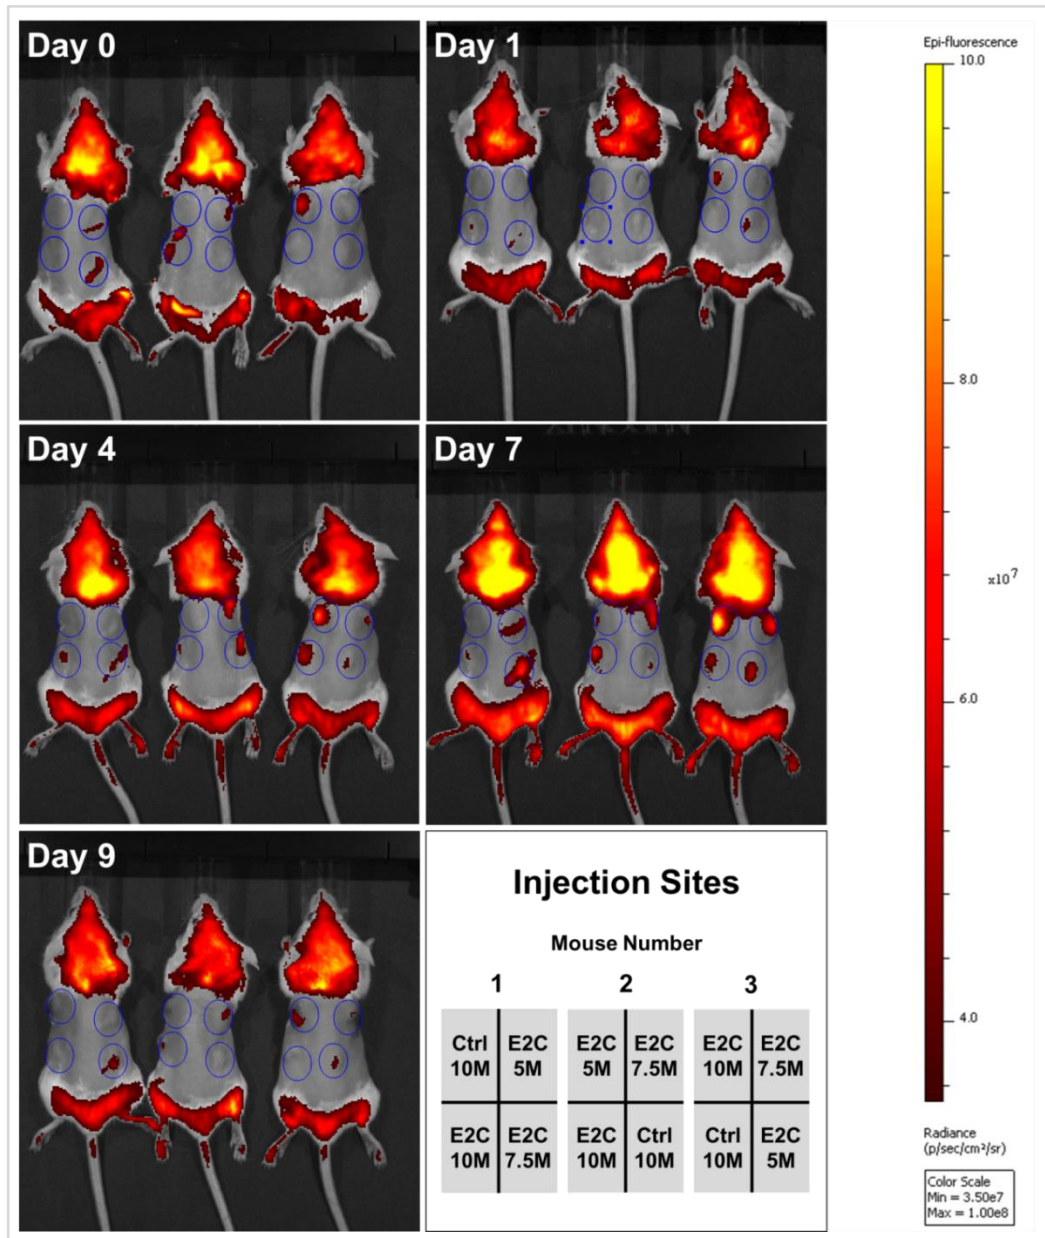 Day 0
Day 1
Day 4
Day 7
Day 9
Injection Sites
Mouse Number
1 2 3
Ctrl 10M E2C 5M E2C 5M E2C 7.5M E2C 10M E2C 7.5M
E2C 10M E2C 7.5M E2C 10M Ctrl 10M Ctrl 10M E2C 5M
Epi-fluorescence
10.0
8.0
x10⁷
6.0
4.0
Radiance
(p/sec/cm²/sr)
Color Scale
Min = 3.50e7
Max = 1.00e8